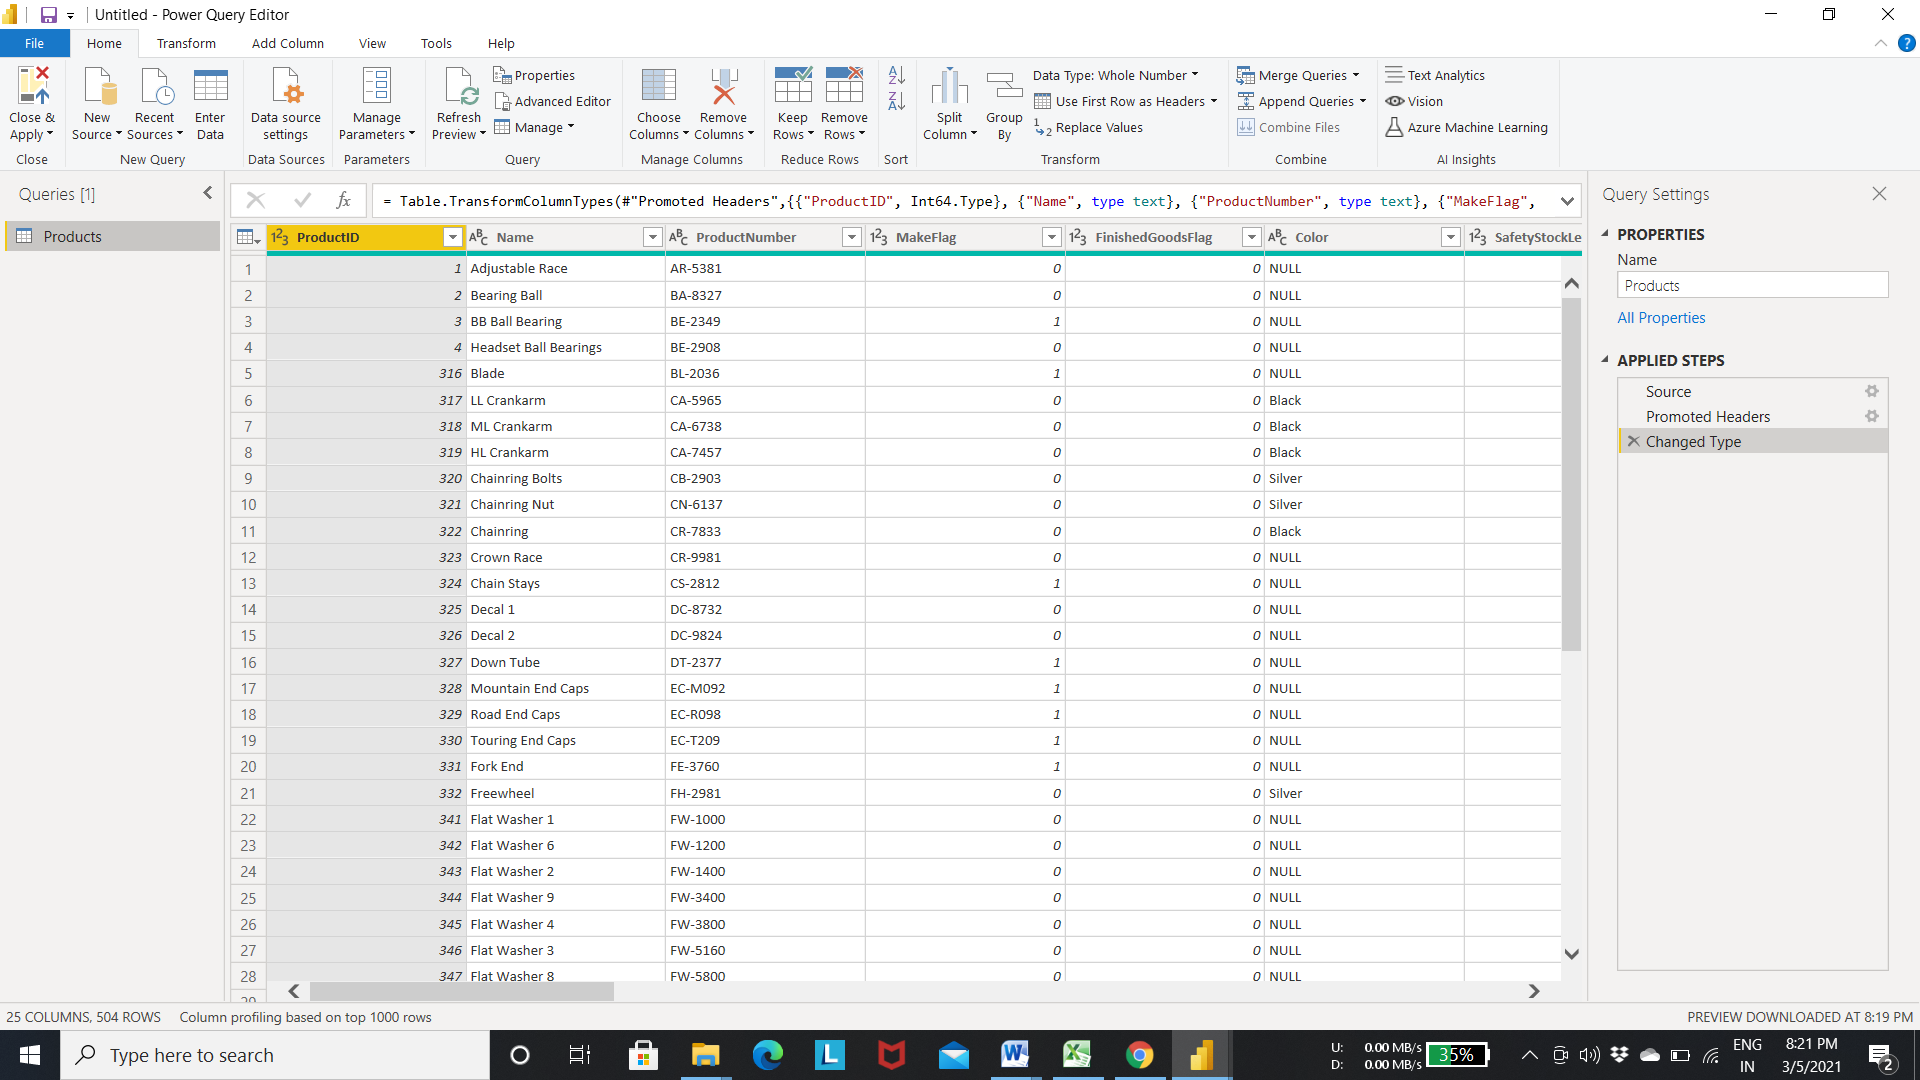 Untitled - Power Query Editor
File Home Transform Add Column View Tools Help
Close & Apply
New Source
Recent Sources
Enter Data
Data source settings
Manage Parameters
Refresh Preview
Properties
Advanced Editor
Manage
Choose Columns
Remove Columns
Keep Rows
Remove Rows
Split Column
Group By
Data Type: Whole Number
Use First Row as Headers
Replace Values
Merge Queries
Append Queries
Combine Files
Text Analytics
Vision
Azure Machine Learning
Close New Query Data Sources Parameters Query Manage Columns Reduce Rows Sort Transform Combine AI Insights
Queries [1]
Products
fx = Table.TransformColumnTypes(#"Promoted Headers",{{"ProductID", Int64.Type}, {"Name", type text}, {"ProductNumber", type text}, {"MakeFlag",
123 ProductID ABC Name ABC ProductNumber 123 MakeFlag 123 FinishedGoodsFlag ABC Color 123 SafetyStockLe
1 1 Adjustable Race AR-5381 0 0 NULL
2 2 Bearing Ball BA-8327 0 0 NULL
3 3 BB Ball Bearing BE-2349 1 0 NULL
4 4 Headset Ball Bearings BE-2908 0 0 NULL
5 316 Blade BL-2036 1 0 NULL
6 317 LL Crankarm CA-5965 0 0 Black
7 318 ML Crankarm CA-6738 0 0 Black
8 319 HL Crankarm CA-7457 0 0 Black
9 320 Chainring Bolts CB-2903 0 0 Silver
10 321 Chainring Nut CN-6137 0 0 Silver
11 322 Chainring CR-7833 0 0 Black
12 323 Crown Race CR-9981 0 0 NULL
13 324 Chain Stays CS-2812 1 0 NULL
14 325 Decal 1 DC-8732 0 0 NULL
15 326 Decal 2 DC-9824 0 0 NULL
16 327 Down Tube DT-2377 1 0 NULL
17 328 Mountain End Caps EC-M092 1 0 NULL
18 329 Road End Caps EC-R098 1 0 NULL
19 330 Touring End Caps EC-T209 1 0 NULL
20 331 Fork End FE-3760 1 0 NULL
21 332 Freewheel FH-2981 0 0 Silver
22 341 Flat Washer 1 FW-1000 0 0 NULL
23 342 Flat Washer 6 FW-1200 0 0 NULL
24 343 Flat Washer 2 FW-1400 0 0 NULL
25 344 Flat Washer 9 FW-3400 0 0 NULL
26 345 Flat Washer 4 FW-3800 0 0 NULL
27 346 Flat Washer 3 FW-5160 0 0 NULL
28 347 Flat Washer 8 FW-5800 0 0 NULL
29
Query Settings
PROPERTIES
Name
Products
All Properties
APPLIED STEPS
Source
Promoted Headers
Changed Type
25 COLUMNS, 504 ROWS Column profiling based on top 1000 rows PREVIEW DOWNLOADED AT 8:19 PM
Type here to search
U: 0.00 MB/s
D: 0.00 MB/s
35%
ENG
IN
8:21 PM
3/5/2021
2